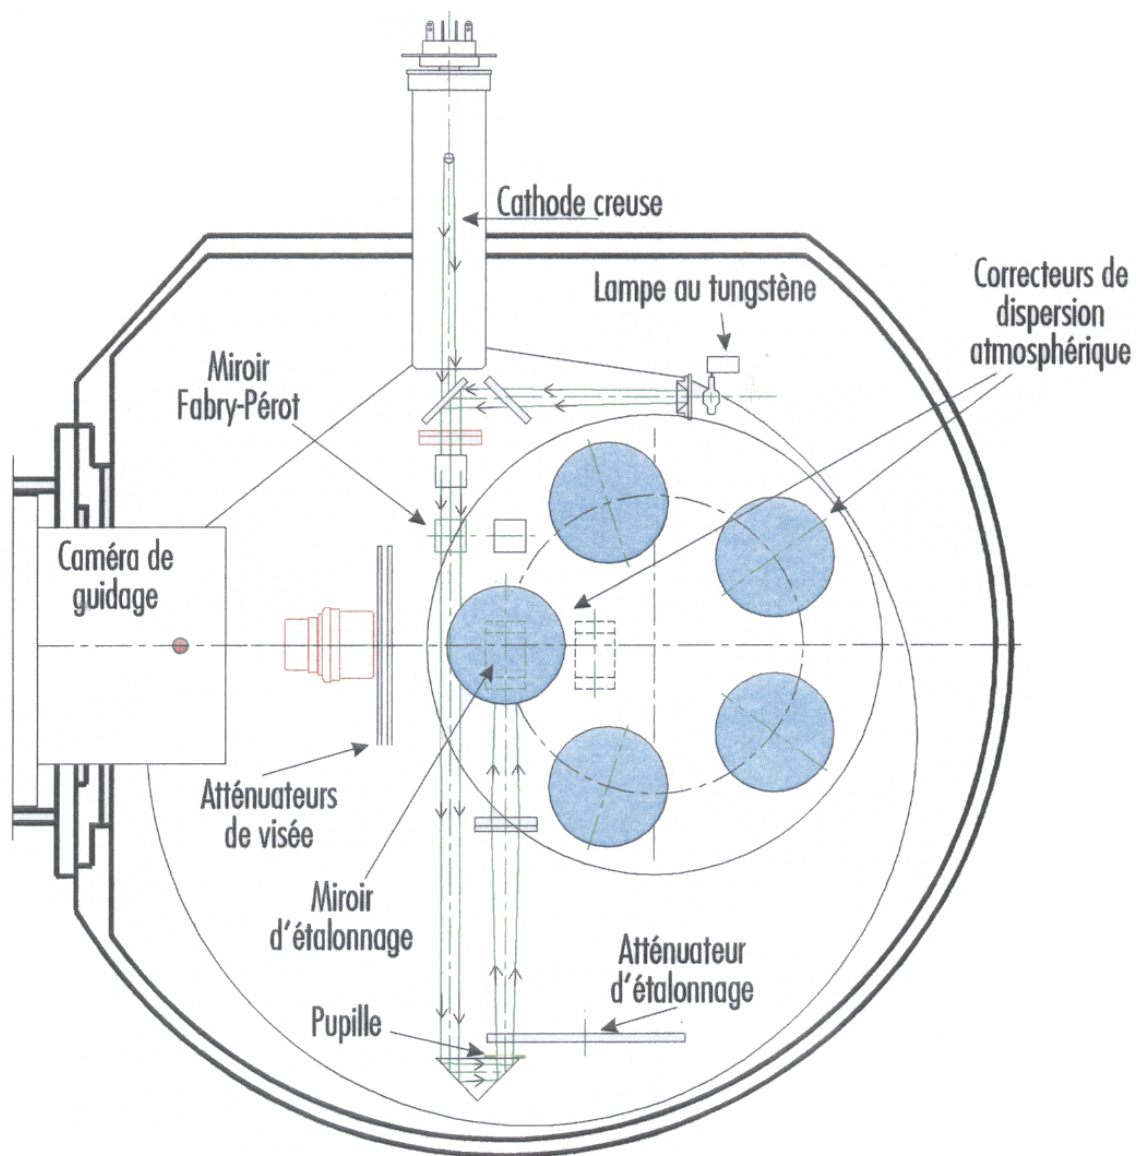 Cathode creuse
Lampe au tungstène
Correcteurs de
dispersion
atmosphérique
Miroir
Fabry-Pérot
Caméra de
guidage
Atténuateurs
de visée
Miroir
d'étalonnage
Atténuateur
d'étalonnage
Pupille